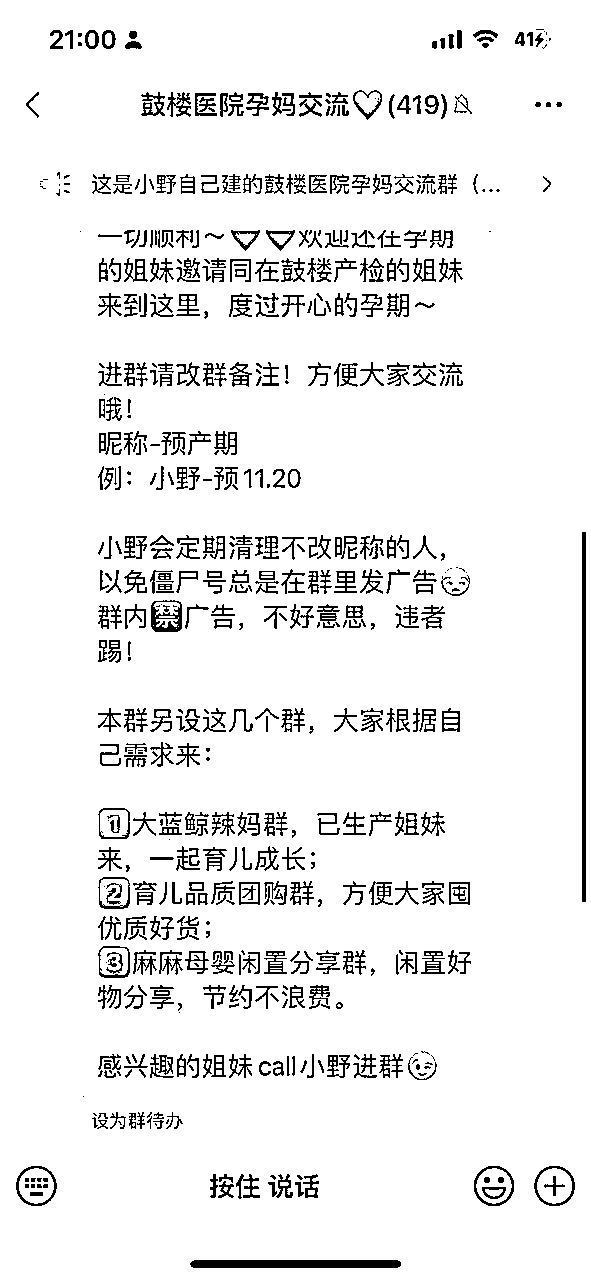 21:00
41
鼓楼医院孕妈交流♡(419)
这是小野自己建的鼓楼医院孕妈交流群（...
一切顺利～♡♡欢迎还在孕期
的姐妹邀请同在鼓楼产检的姐妹
来到这里，度过开心的孕期～
进群请改群备注！方便大家交流
哦！
昵称-预产期
例：小野-预11.20
小野会定期清理不改昵称的人，
以免僵尸号总是在群里发广告😒
群内禁广告，不好意思，违者
踢！
本群另设这几个群，大家根据自
己需求来：
1️⃣大蓝鲸辣妈群，已生产姐妹
来，一起育儿成长；
2️⃣育儿品质团购群，方便大家囤
优质好货；
3️⃣麻麻母婴闲置分享群，闲置好
物分享，节约不浪费。
感兴趣的姐妹call小野进群😉
设为群待办
按住 说话